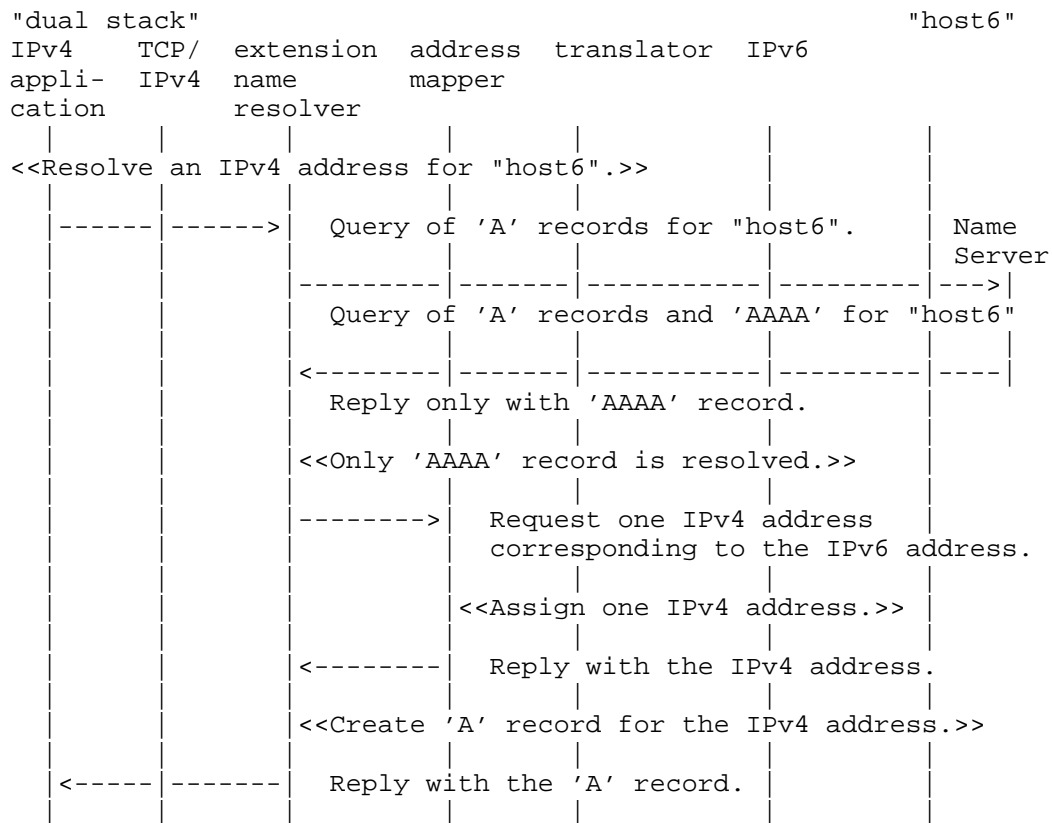 "dual stack" "host6"
IPv4 TCP/ extension address translator IPv6
appli- IPv4 name mapper
cation resolver
<<Resolve an IPv4 address for "host6".>>
Query of 'A' records for "host6". Name
Server
Query of 'A' records and 'AAAA' for "host6"
Reply only with 'AAAA' record.
<<Only 'AAAA' record is resolved.>>
Request one IPv4 address
corresponding to the IPv6 address.
<<Assign one IPv4 address.>>
Reply with the IPv4 address.
<<Create 'A' record for the IPv4 address.>>
Reply with the 'A' record.